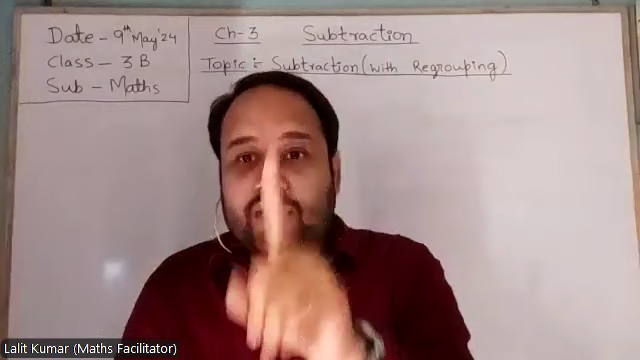 Date - 9th May'24
Class - 3 B
Sub - Maths
Ch-3 Subtraction
Topic :- Subtraction (with Regrouping)
Lalit Kumar (Maths Facilitator)